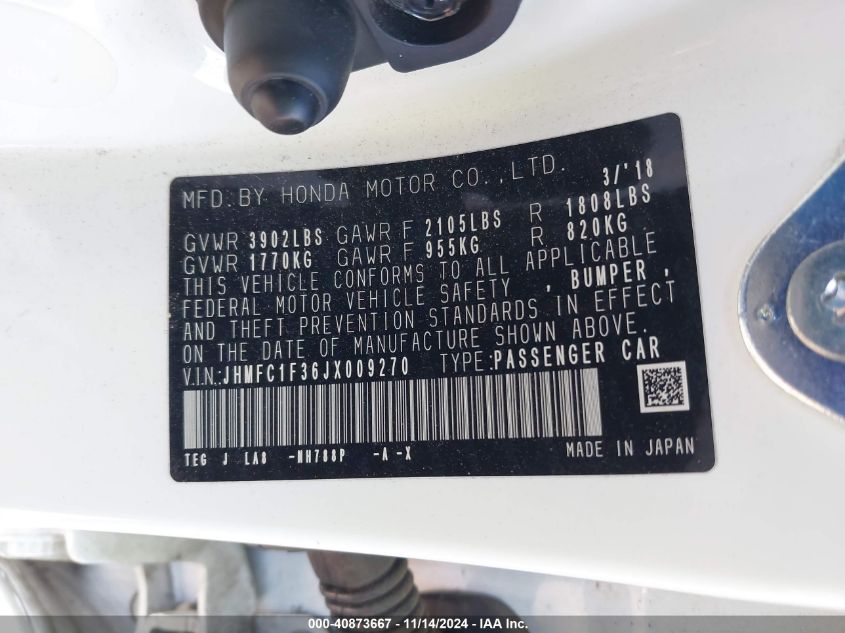 MFD. BY HONDA MOTOR CO.,LTD. 3/'18
GVWR 3902LBS GAWR F 2105LBS R 1808LBS
GVWR 1770KG GAWR F 955KG R 820KG
THIS VEHICLE CONFORMS TO ALL APPLICABLE
FEDERAL MOTOR VEHICLE SAFETY , BUMPER ,
AND THEFT PREVENTION STANDARDS IN EFFECT
ON THE DATE OF MANUFACTURE SHOWN ABOVE.
V.I.N.:JHMFC1F36JX009270 TYPE:PASSENGER CAR
TEG J LA8 -NH788P -A -X
MADE IN JAPAN
000-40873667 - 11/14/2024 - IAAI.COM.